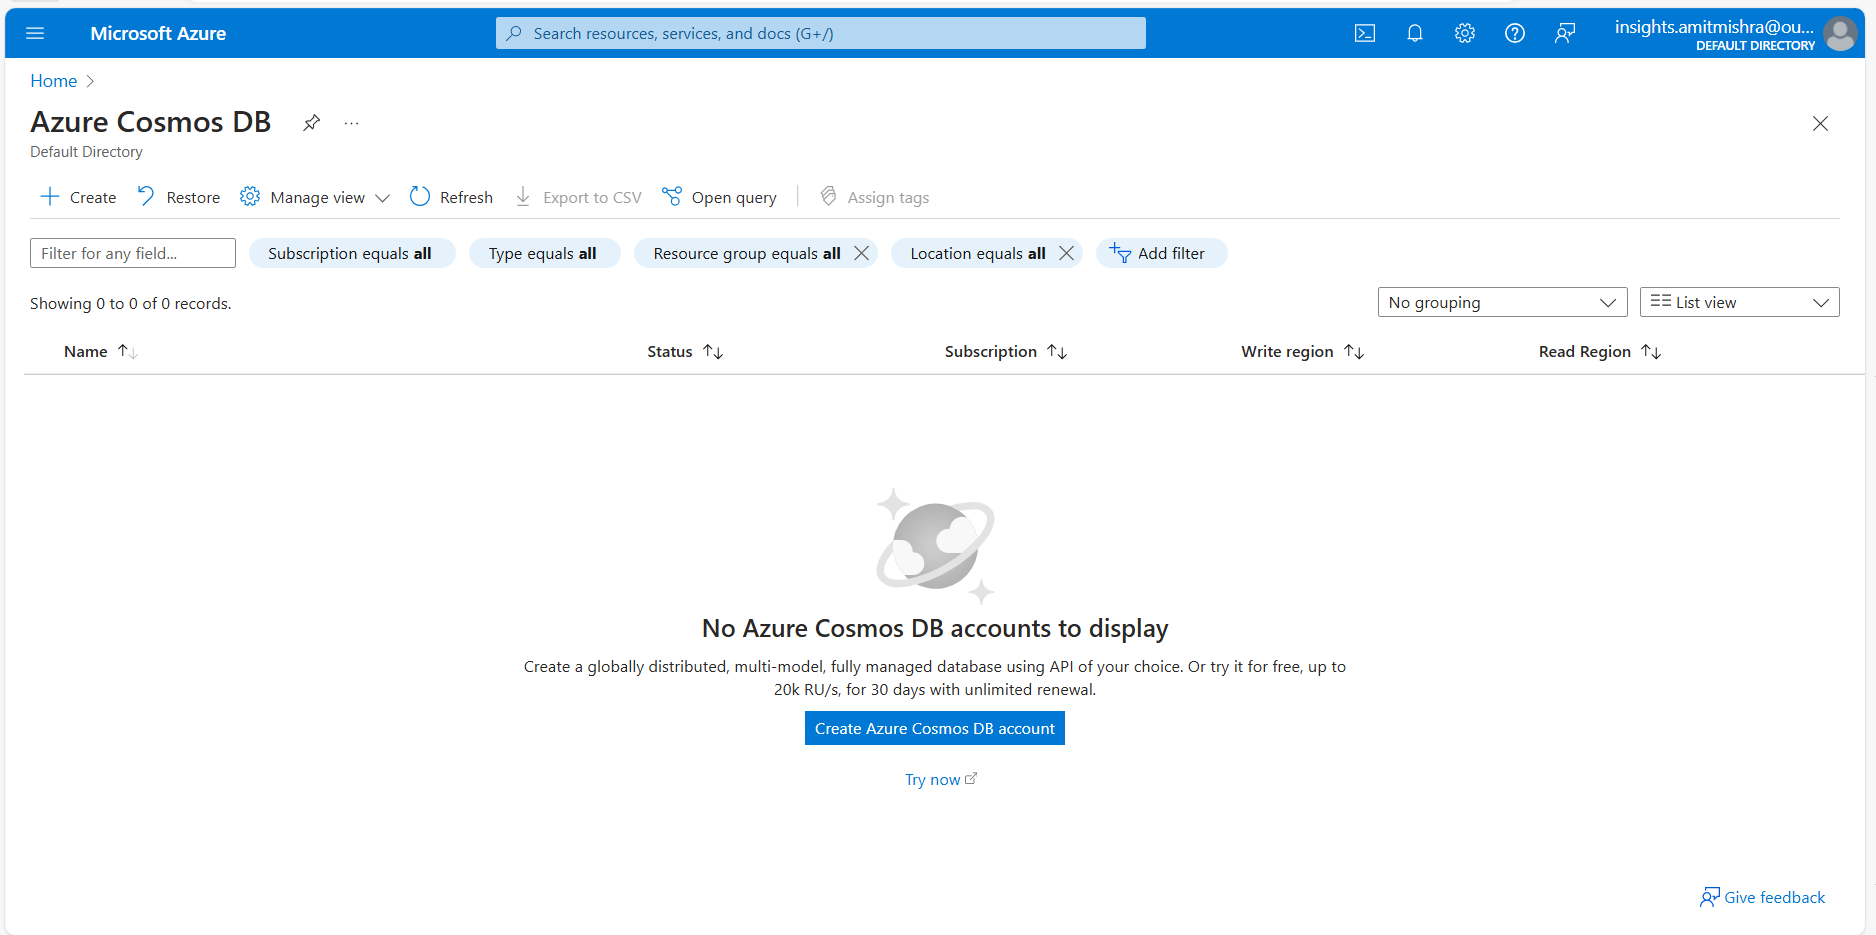 Microsoft Azure
Search resources, services, and docs (G+/)
insights.amitmishra@ou...
DEFAULT DIRECTORY
Home
Azure Cosmos DB
...
Default Directory
Create
Restore
Manage view
Refresh
Export to CSV
Open query
Assign tags
Filter for any field...
Subscription equals all
Type equals all
Resource group equals all
Location equals all
Add filter
Showing 0 to 0 of 0 records.
No grouping
List view
Name
Status
Subscription
Write region
Read Region
No Azure Cosmos DB accounts to display
Create a globally distributed, multi-model, fully managed database using API of your choice. Or try it for free, up to
20k RU/s, for 30 days with unlimited renewal.
Create Azure Cosmos DB account
Try now
Give feedback